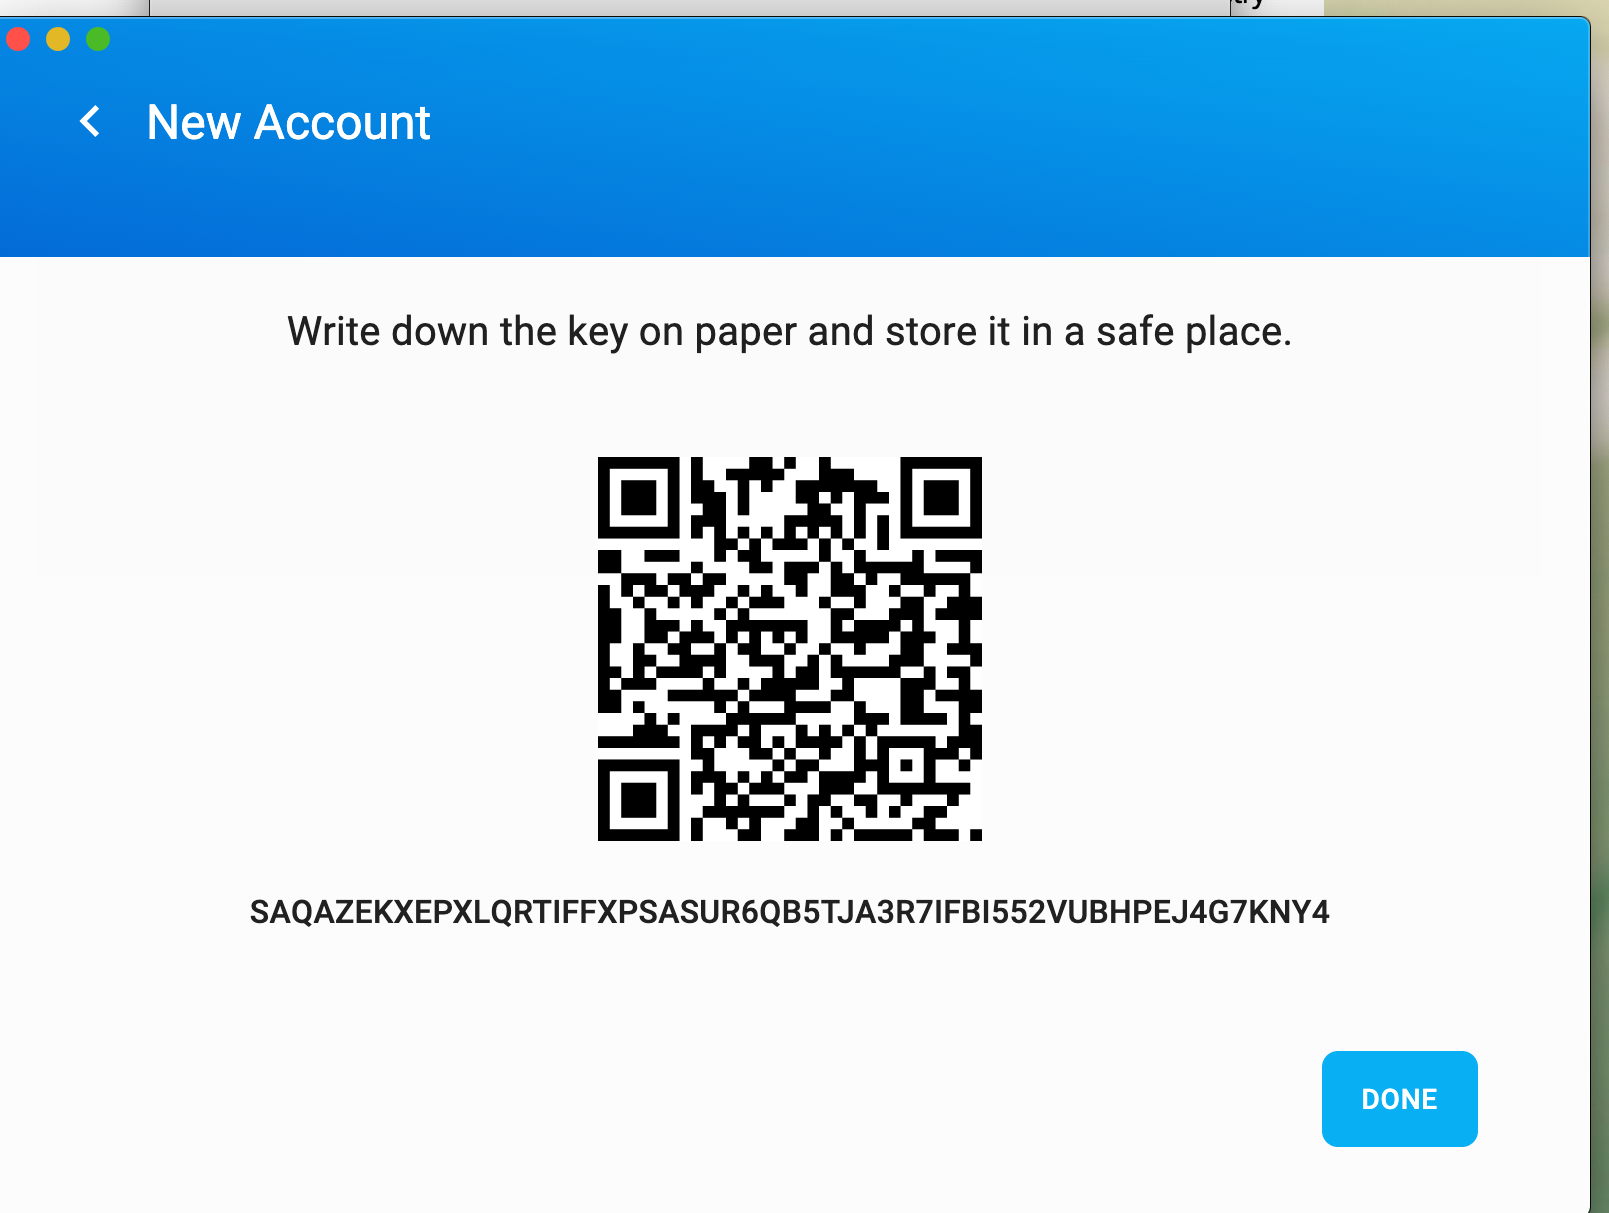 New Account
Write down the key on paper and store it in a safe place.
SAQAZEKXEPXLQRTIFFXPSASUR6QB5TJA3R7IFBI552VUBHPEJ4G7KNY4
DONE